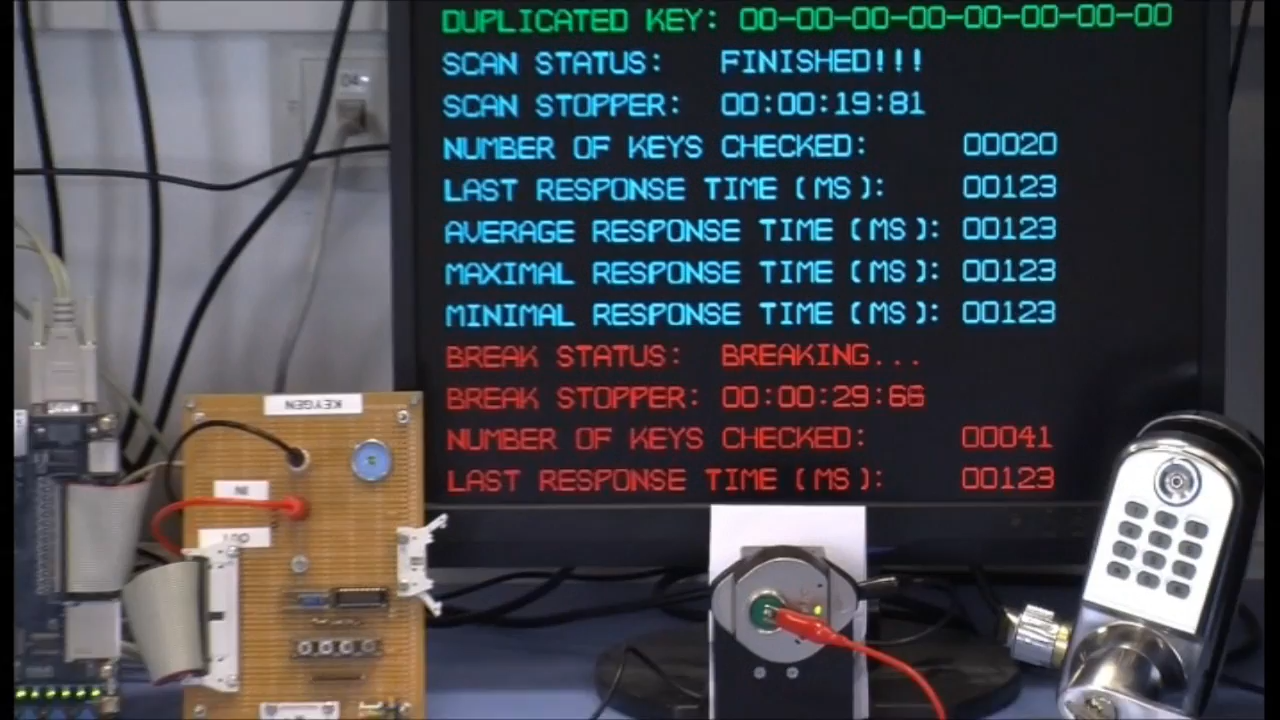 DUPLICATED KEY: 00-00-00-00-00-00-00-00
SCAN STATUS: FINISHED!!!
SCAN STOPPER: 00:00:19:81
NUMBER OF KEYS CHECKED: 00020
LAST RESPONSE TIME (MS): 00123
AVERAGE RESPONSE TIME (MS): 00123
MAXIMAL RESPONSE TIME (MS): 00123
MINIMAL RESPONSE TIME (MS): 00123
BREAK STATUS: BREAKING...
BREAK STOPPER: 00:00:29:66
NUMBER OF KEYS CHECKED: 00041
LAST RESPONSE TIME (MS): 00123
KEYGEN
IN
OUT